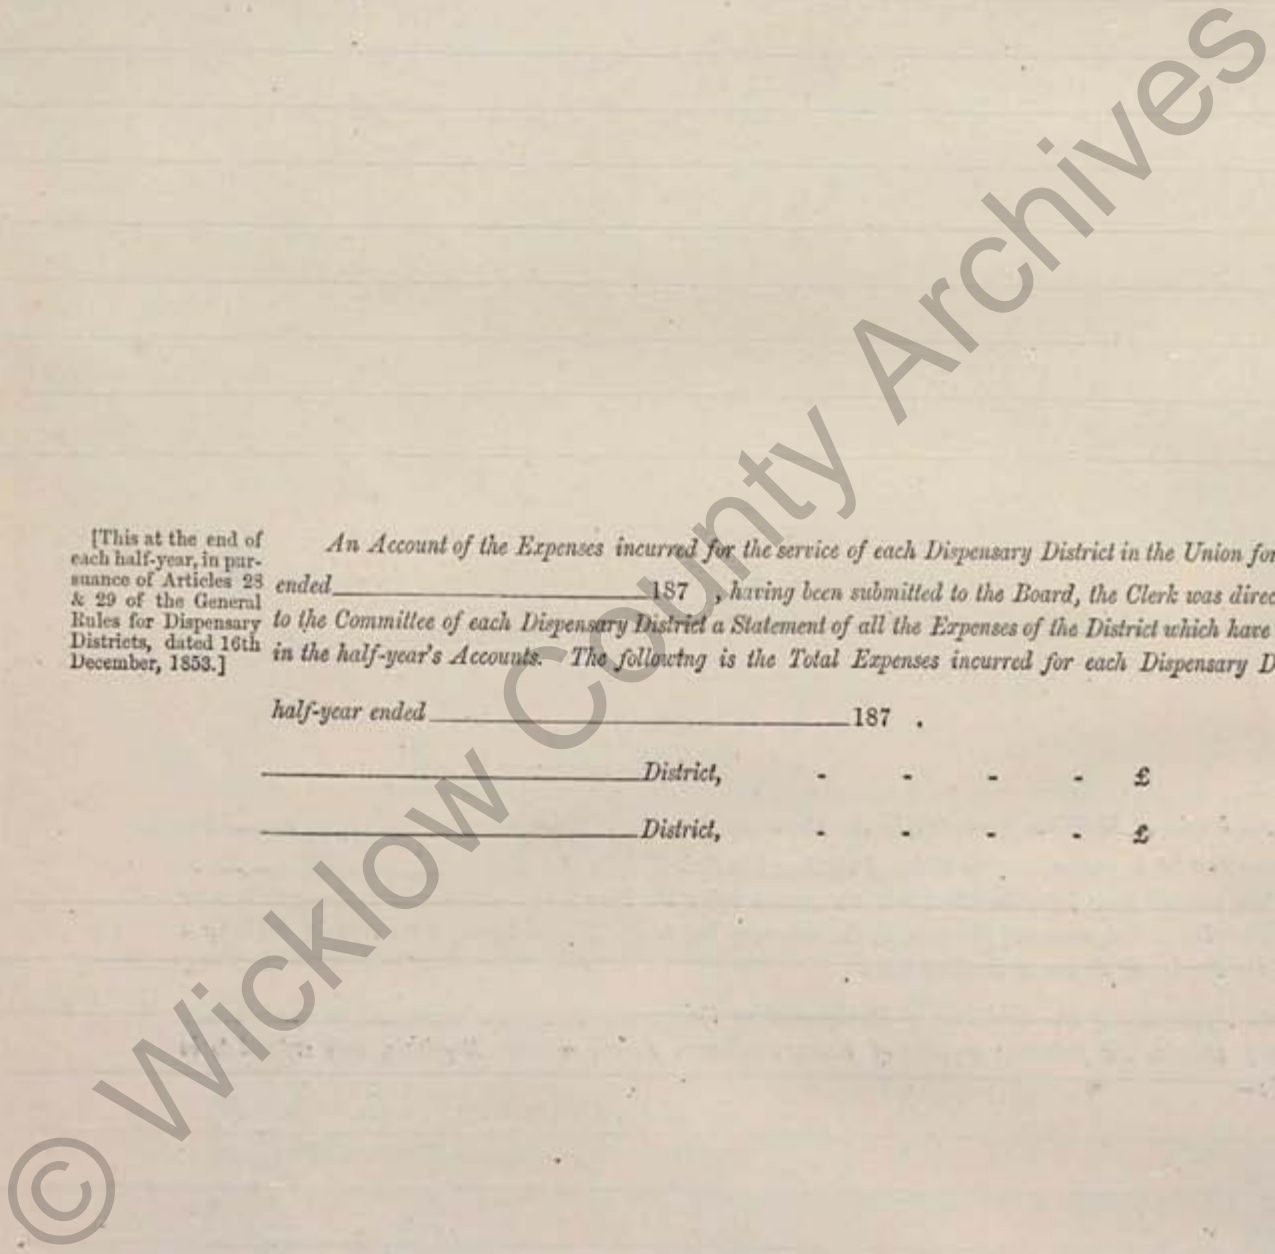 [This at the end of
each half-year, in pur-
suance of Articles 28
& 29 of the General
Rules for Dispensary
Districts, dated 16th
December, 1853.]
An Account of the Expenses incurred for the service of each Dispensary District in the Union for
ended 187 , having been submitted to the Board, the Clerk was direc
to the Committee of each Dispensary District a Statement of all the Expenses of the District which have
in the half-year's Accounts. The following is the Total Expenses incurred for each Dispensary D
half-year ended 187 .
District, - - - - £
District, - - - - £
© Wicklow County Archives